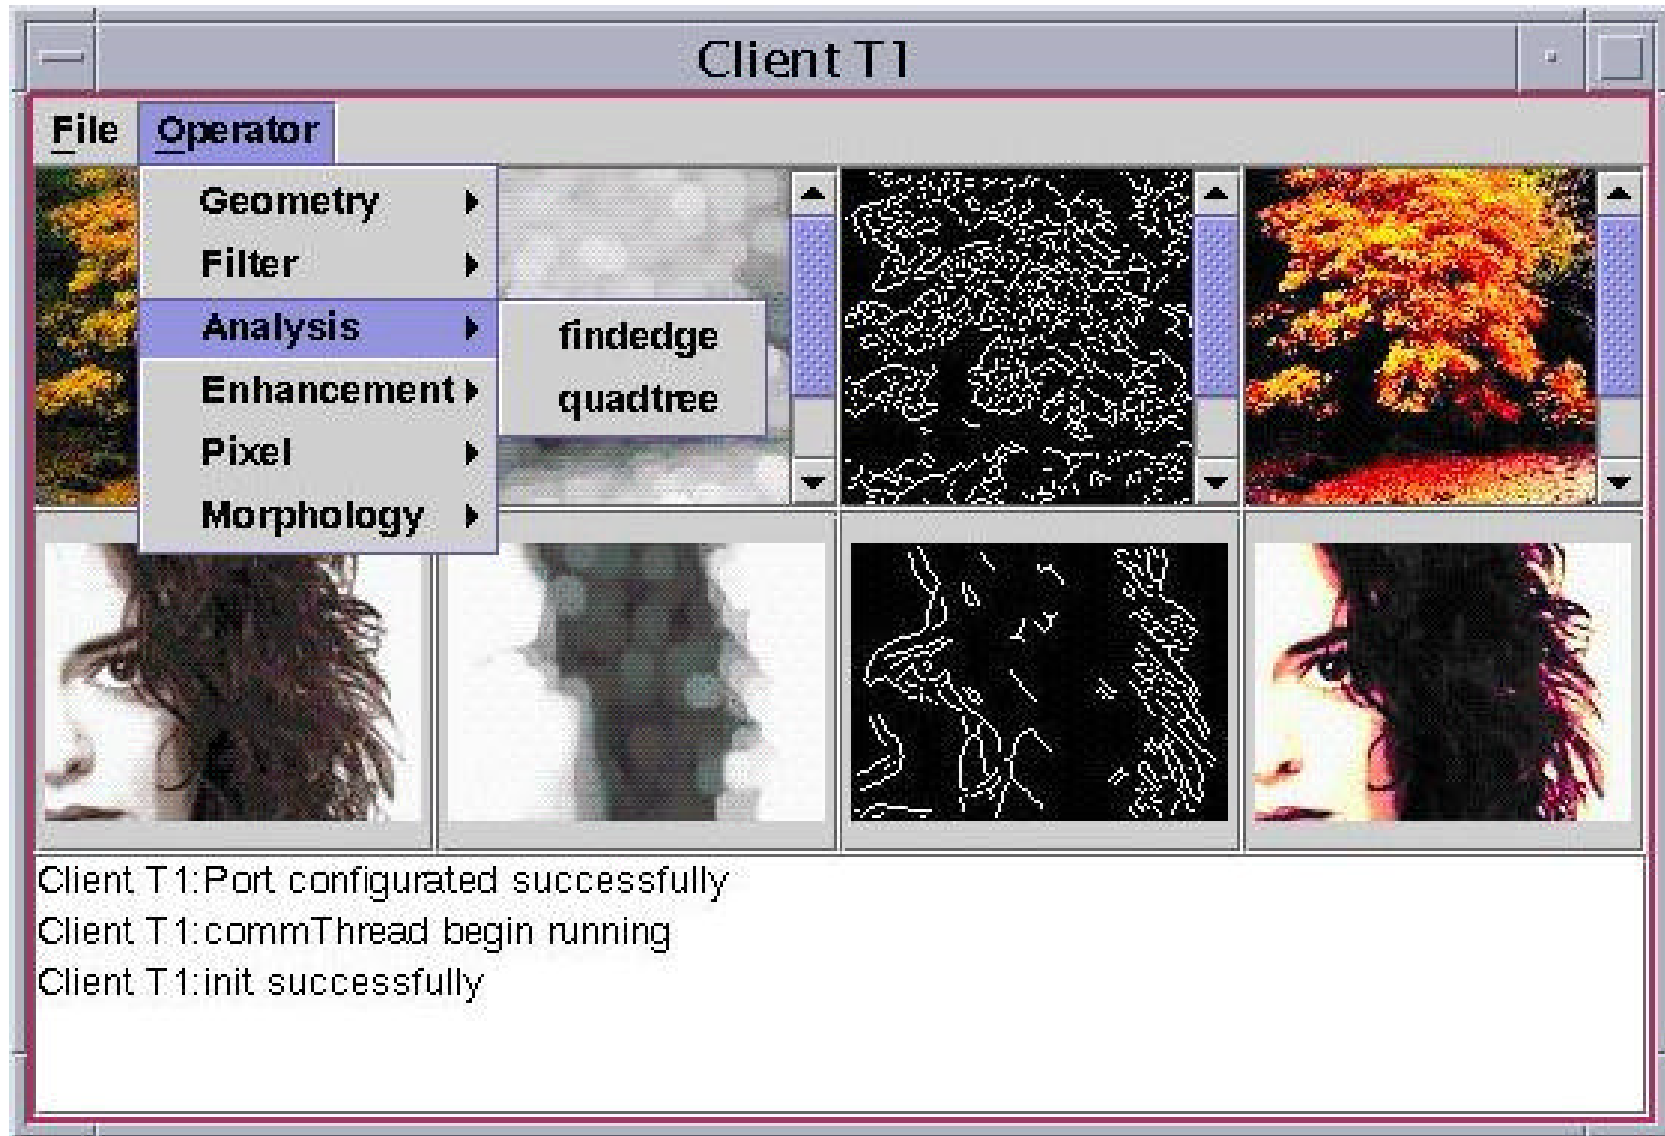 Client T1
File Operator
Geometry
Filter
Analysis
findedge
Enhancement
quadtree
Pixel
Morphology
Client T1:Port configurated successfully
Client T1:commThread begin running
Client T1:init successfully